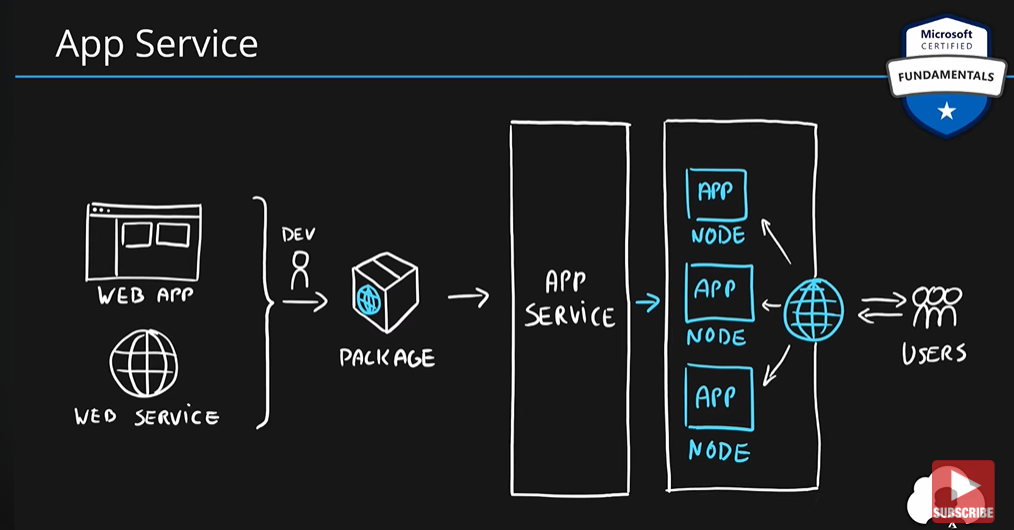 App Service
Microsoft
CERTIFIED
FUNDAMENTALS
WEB APP
WEB SERVICE
DEV
PACKAGE
APP
SERVICE
APP
NODE
APP
NODE
APP
NODE
USERS
SUBSCRIBE